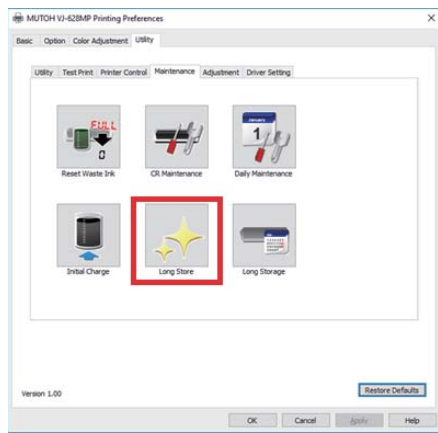 MUTOH VJ-628MP Printing Preferences
Basic Option Color Adjustment Utility
Utility Test Print Printer Control Maintenance Adjustment Driver Setting
FULL
0
1
Reset Waste Ink CR Maintenance Daily Maintenance
Initial Charge Long Store Long Storage
Version 1.00 Restore Defaults
OK Cancel Apply Help